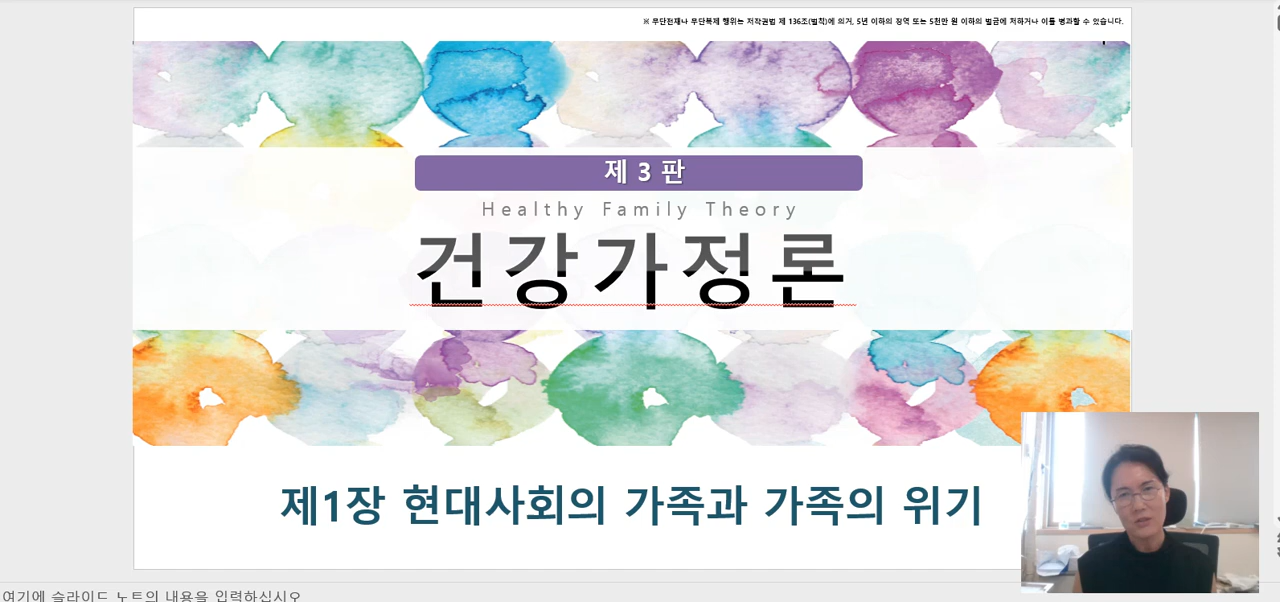 ※ 무단전재나 무단복제 행위는 저작권법 제 136조(벌칙)에 의거, 5년 이하의 징역 또는 5천만 원 이하의 벌금에 처하거나 이를 병과할 수 있습니다.
제 3 판
Healthy Family Theory
건강가정론
제1장 현대사회의 가족과 가족의 위기
여기에 슬라이드 노트의 내용을 입력하십시오